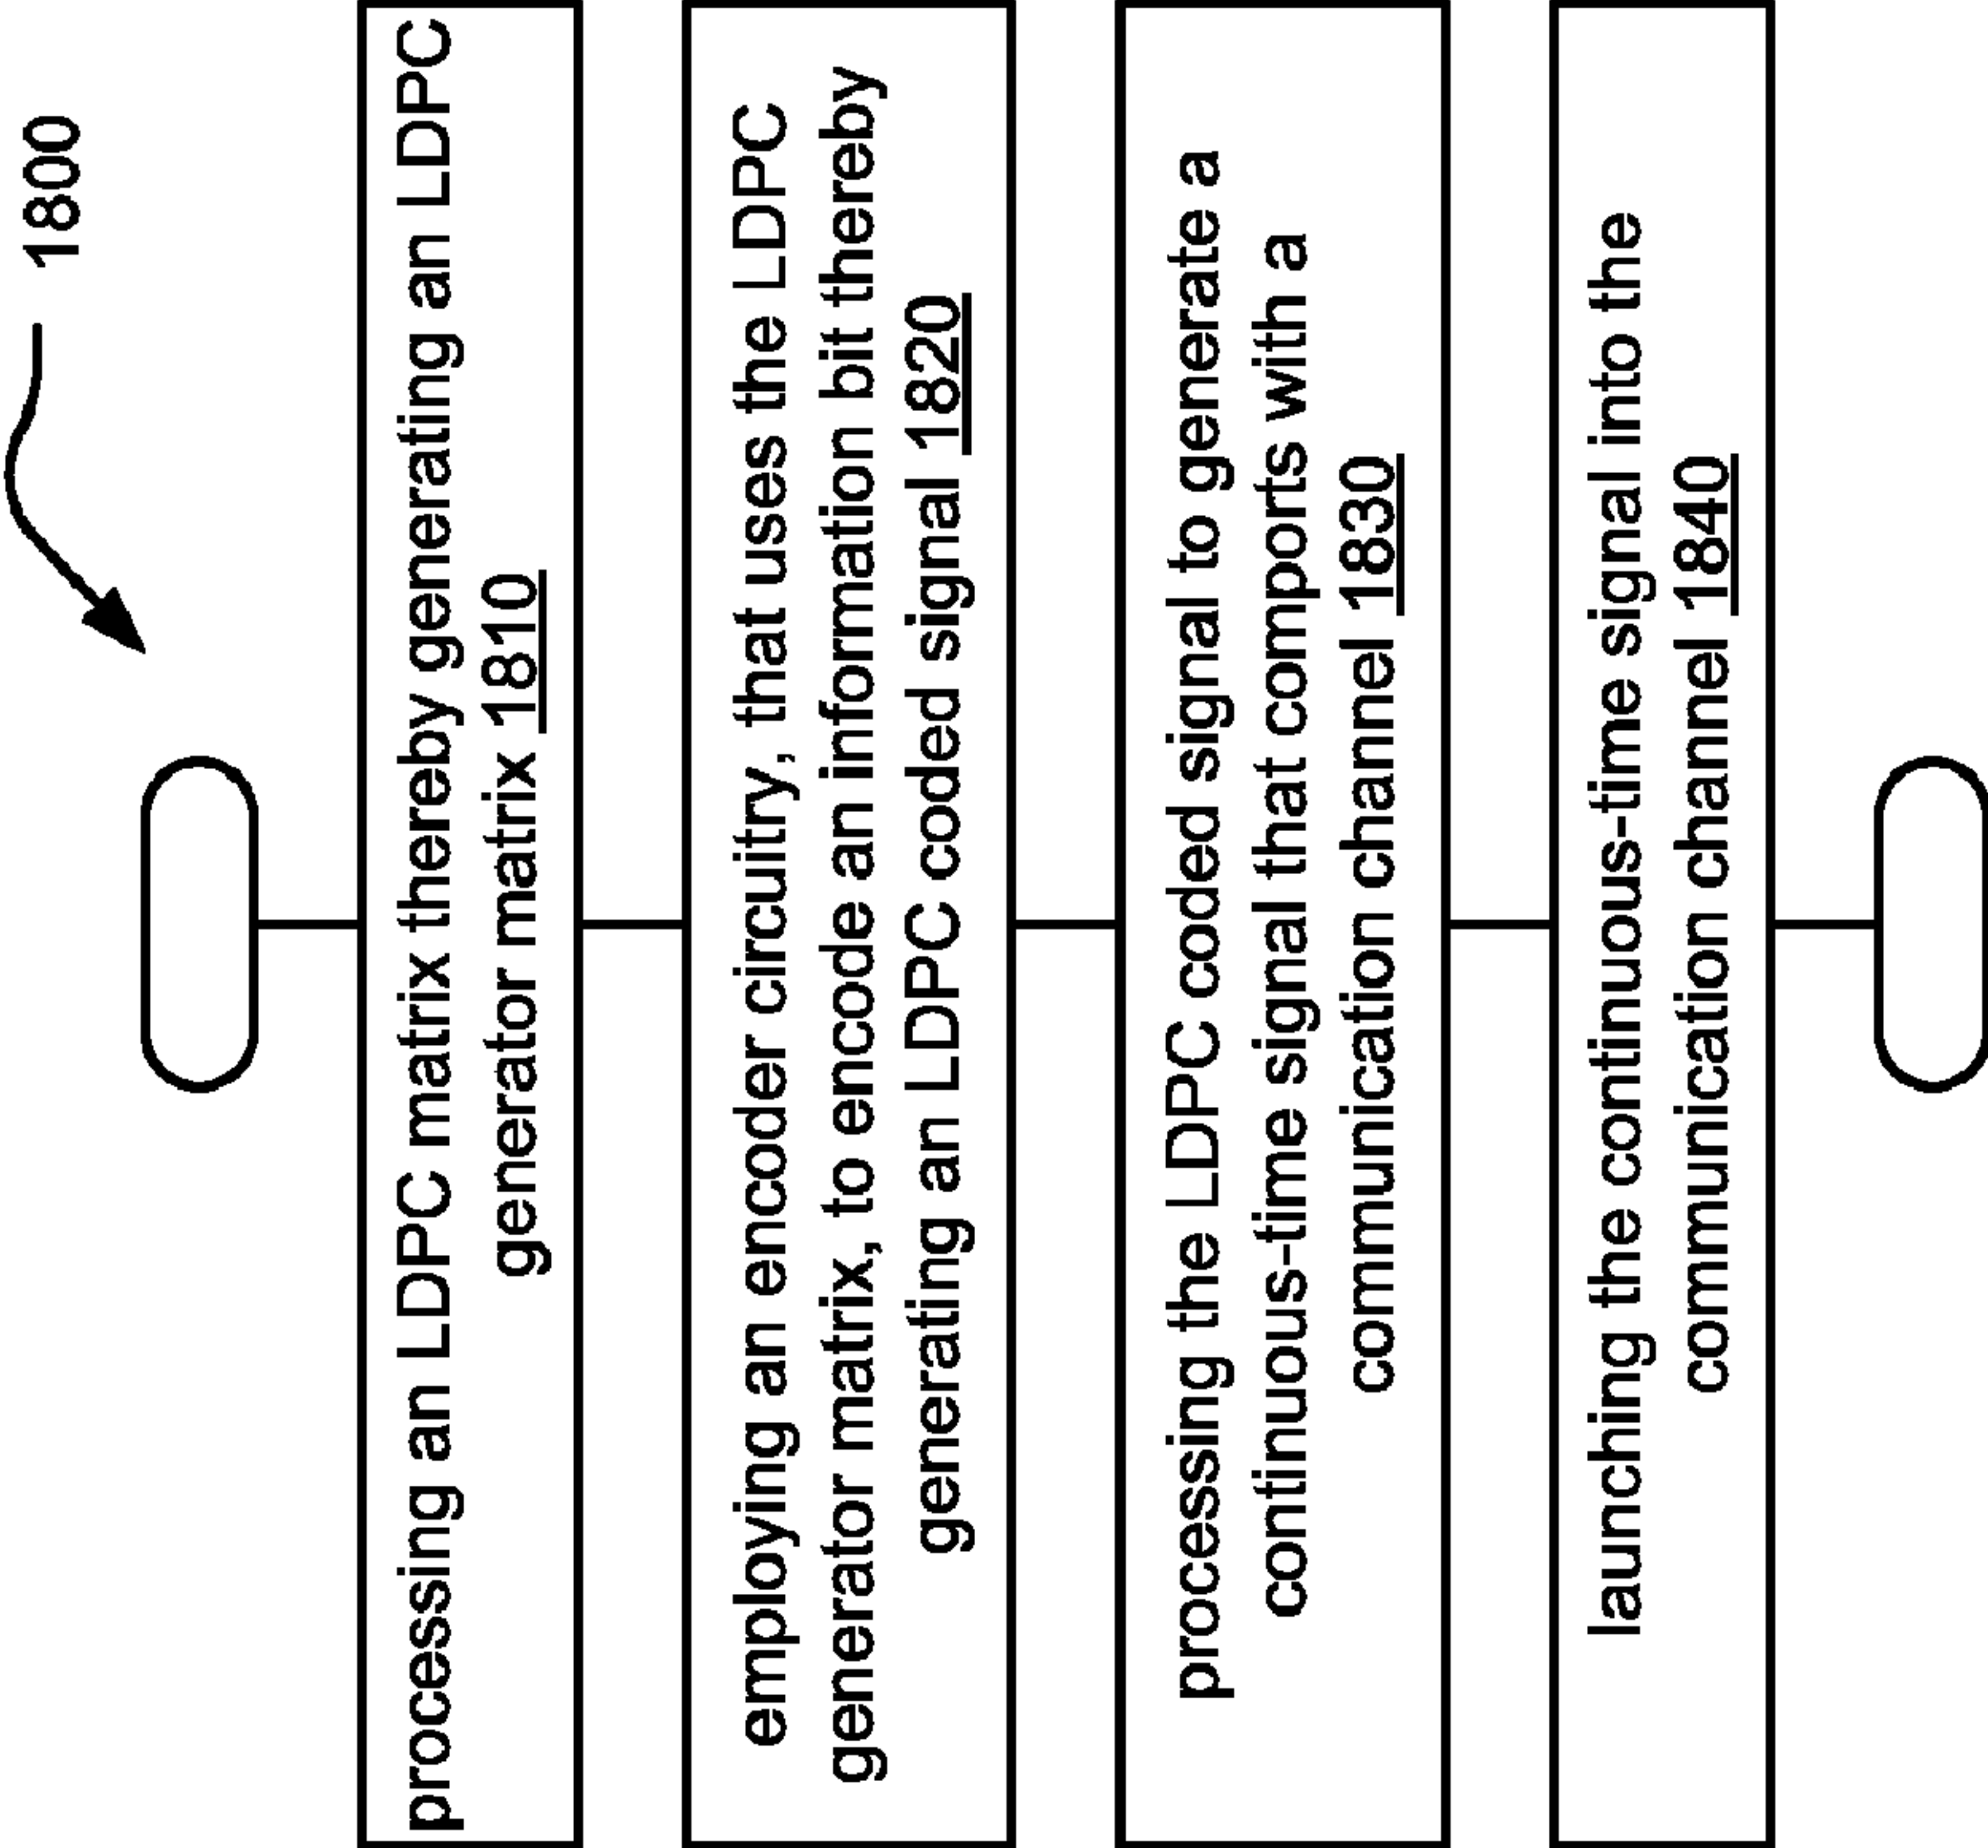 1800
processing an LDPC matrix thereby generating an LDPC
generator matrix 1810
employing an encoder circuitry, that uses the LDPC
generator matrix, to encode an information bit thereby
generating an LDPC coded signal 1820
processing the LDPC coded signal to generate a
continuous-time signal that comports with a
communication channel 1830
launching the continuous-time signal into the
communication channel 1840